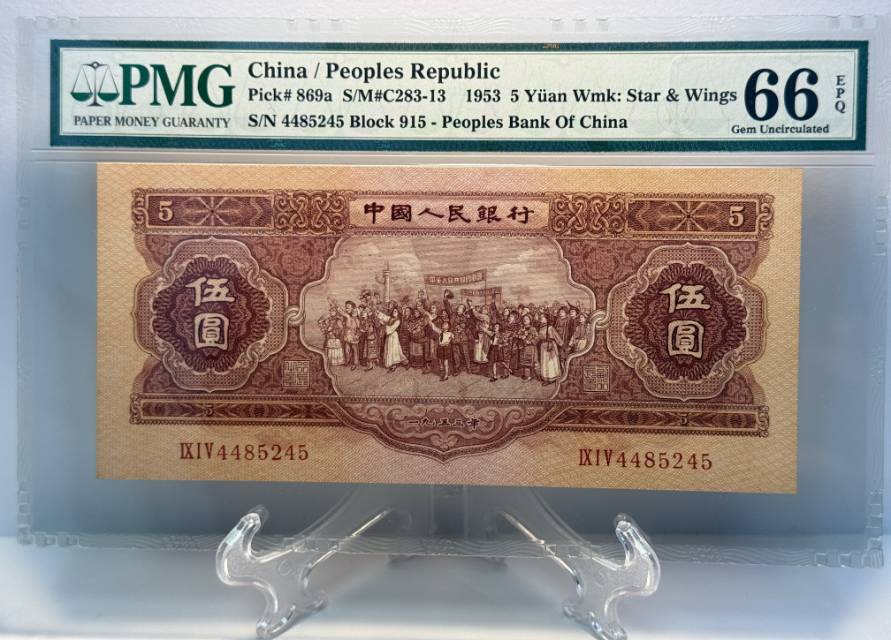 PMG
PAPER MONEY GUARANTY
China / Peoples Republic
Pick# 869a S/M#C283-13 1953 5 Yüan Wmk: Star & Wings
S/N 4485245 Block 915 - Peoples Bank Of China
66
EPQ
Gem Uncirculated
5 中國人民銀行 5
伍圓
伍圓
5 5
一九五三年
ⅨⅠⅤ4485245
ⅨⅠⅤ4485245